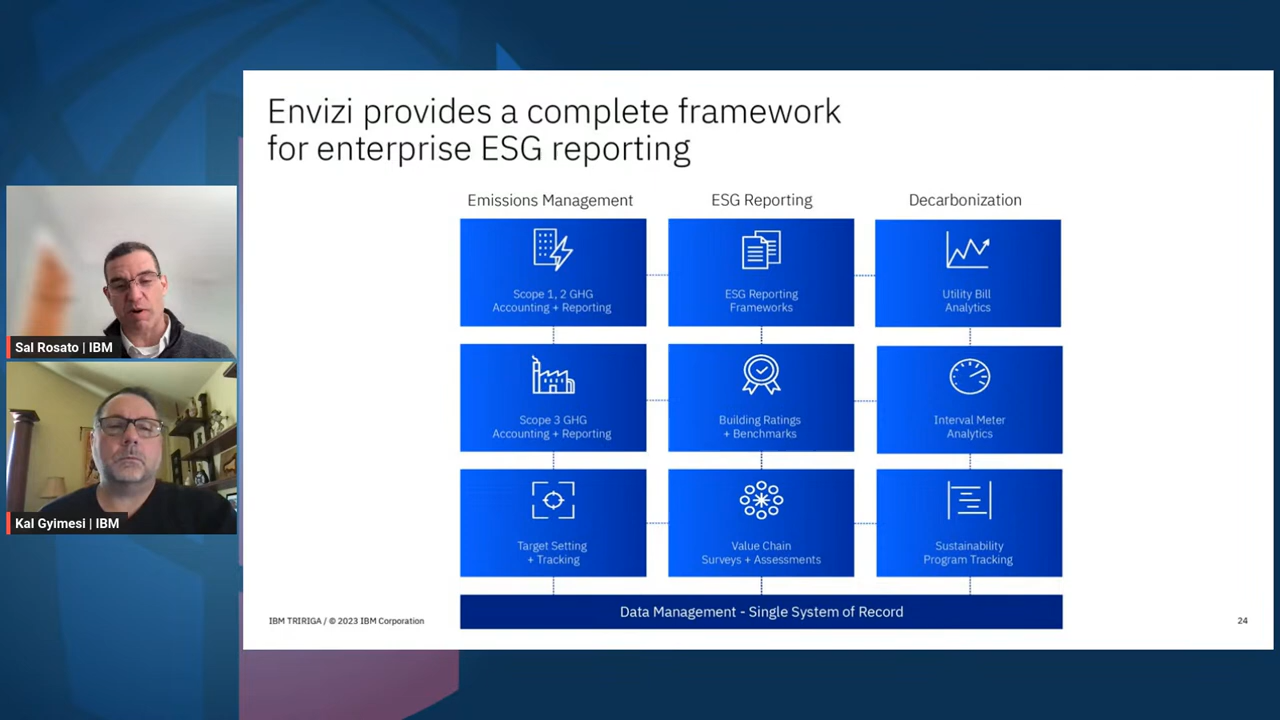 Envizi provides a complete framework
for enterprise ESG reporting
Emissions Management
ESG Reporting
Decarbonization
Scope 1, 2 GHG
Accounting + Reporting
ESG Reporting
Frameworks
Utility Bill
Analytics
Scope 3 GHG
Accounting + Reporting
Building Ratings
+ Benchmarks
Interval Meter
Analytics
Target Setting
+ Tracking
Value Chain
Surveys + Assessments
Sustainability
Program Tracking
Data Management - Single System of Record
IBM TRIRIGA / © 2023 IBM Corporation
24
Sal Rosato | IBM
Kal Gyimesi | IBM